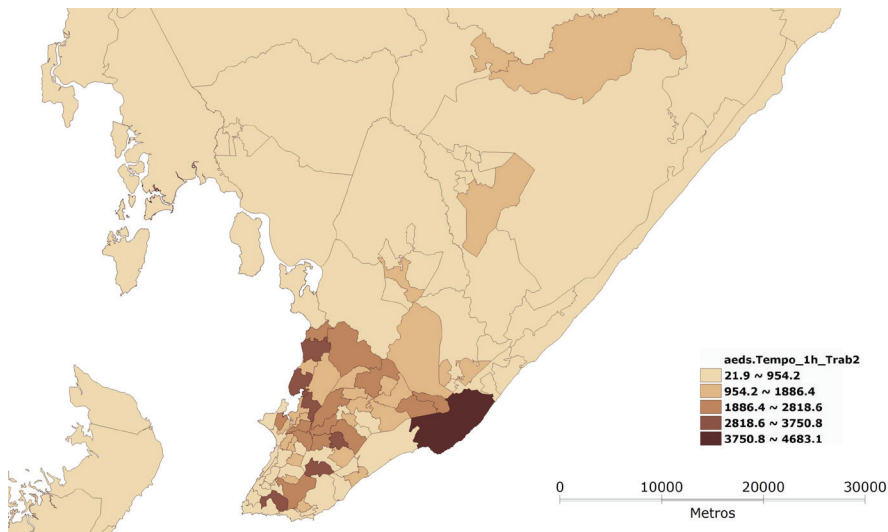 aeds.Tempo_1h_Trab2
21.9 ~ 954.2
954.2 ~ 1886.4
1886.4 ~ 2818.6
2818.6 ~ 3750.8
3750.8 ~ 4683.1
0 10000 20000 30000
Metros